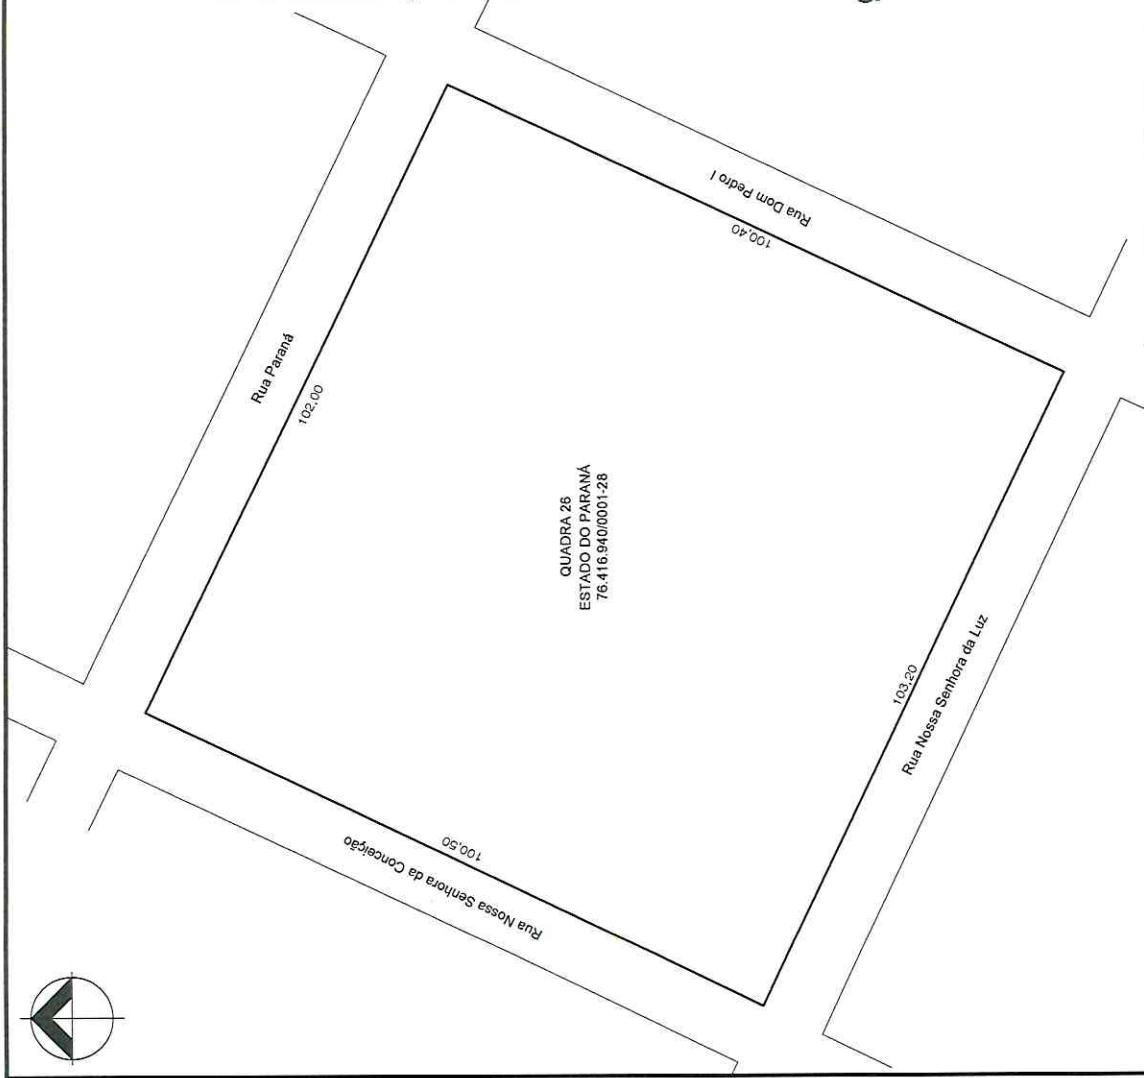 Rua Paraná
102,00
Rua Dom Pedro I
100,40
QUADRA 26
ESTADO DO PARANÁ
76.416.940/0001-28
103,20
Rua Nossa Senhora da Luz
100,50
Rua Nossa Senhora da Conceição